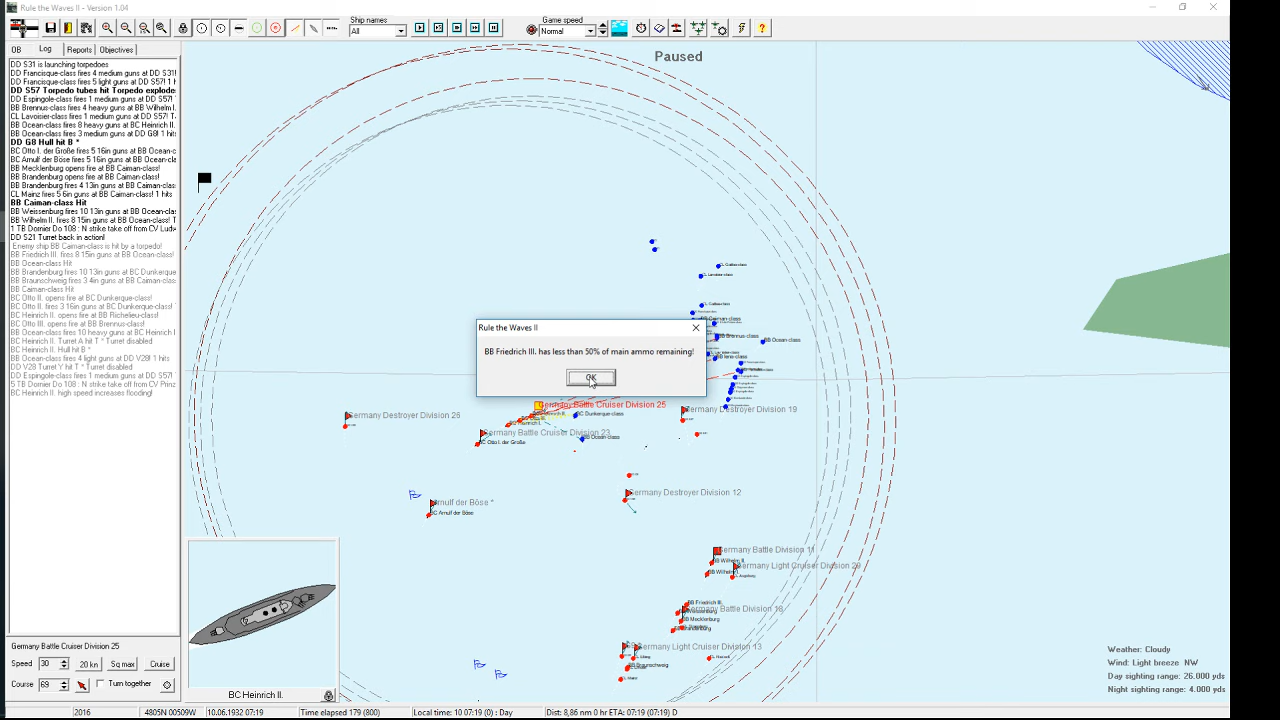 Rule the Waves II - Version 1.04
Ship names
All
Game speed
Normal
OB Log Reports Objectives
Paused
DD S31 is launching torpedoes
DD Francisque-class fires 4 medium guns at DD S31!
DD Francisque-class fires 5 light guns at DD S57! 1 h
DD S57 Torpedo tubes hit Torpedo explode
DD Espingole-class fires 1 medium guns at DD S57!
BB Brennus-class fires 4 heavy guns at BB Wilhelm I.
CL Lavoisier-class fires 1 medium guns at DD S57!
BB Ocean-class fires 8 heavy guns at BC Heinrich II.
BB Ocean-class fires 3 medium guns at DD G8! 1 hits
DD G8 Hull hit B *
BC Otto I. der Große fires 5 16in guns at BB Ocean-cl
BC Arnulf der Böse fires 5 16in guns at BB Ocean-cla
BB Mecklenburg opens fire at BB Caiman-class!
BB Brandenburg opens fire at BB Caiman-class!
BB Brandenburg fires 4 13in guns at BB Caiman-class.
CL Mainz fires 5 6in guns at BB Caiman-class! 1 hits
BB Caiman-class Hit
BB Weissenburg fires 10 13in guns at BB Ocean-clas
BB Wilhelm II. fires 8 15in guns at BB Ocean-class! T
1 TB Dornier Do 108 : N strike take off from CV Ludw
DD S21 Turret back in action!
Enemy ship BB Caiman-class is hit by a torpedo!
BB Friedrich III. fires 8 15in guns at BB Ocean-class!
BB Ocean-class Hit
BB Brandenburg fires 10 13in guns at BC Dunkerque
BB Braunschweig fires 3 4in guns at BB Caiman-class
BB Caiman-class Hit
BC Otto II. opens fire at BC Dunkerque-class!
BC Otto II. fires 3 16in guns at BC Dunkerque-class!
BC Heinrich II. opens fire at BB Richelieu-class!
BC Otto III. opens fire at BB Brennus-class!
BB Ocean-class fires 10 heavy guns at BC Heinrich I
BC Heinrich II. Turret A hit T * Turret disabled
BC Heinrich II. Hull hit B *
BC Ocean-class fires 4 light guns at DD V28! 1 hits
DD V28 Turret Y hit T * Turret disabled
DD Espingole-class fires 1 medium guns at DD S57!
5 TB Dornier Do 108 : N strike take off from CV Prinz
BC Heinrich II. high speed increases flooding!
Rule the Waves II
BB Friedrich III. has less than 50% of main ammo remaining!
OK
CL Lavoisier-class
BB Caiman-class
BB Brennus-class
BB Ocean-class
Germany Battle Cruiser Division 25
Germany Destroyer Division 26
BC Dunkerque-class
Germany Destroyer Division 19
BC Heinrich I.
Germany Battle Cruiser Division 23
BC Otto I. der Große
BB Ocean-class
Germany Destroyer Division 12
Arnulf der Böse *
BC Arnulf der Böse
Germany Battle Division 11
BB Wilhelm II.
Germany Light Cruiser Division 20
BB Wilhelm I.
BB Friedrich III.
Germany Battle Division 18
BB Mecklenburg
Germany Light Cruiser Division 13
BB Braunschweig
CL Mainz
Germany Battle Cruiser Division 25
Speed 30 20 kn Sq max Cruise
Course 69 Turn together
BC Heinrich II.
Weather: Cloudy
Wind: Light breeze NW
Day sighting range: 26.000 yds
Night sighting range: 4.000 yds
2016 4805N 00509W 10.06.1932 07:19 Time elapsed 179 (800) Local time: 10 07:19 (0) : Day Dist: 8,86 nm 0 hr ETA: 07:19 (07:19) D